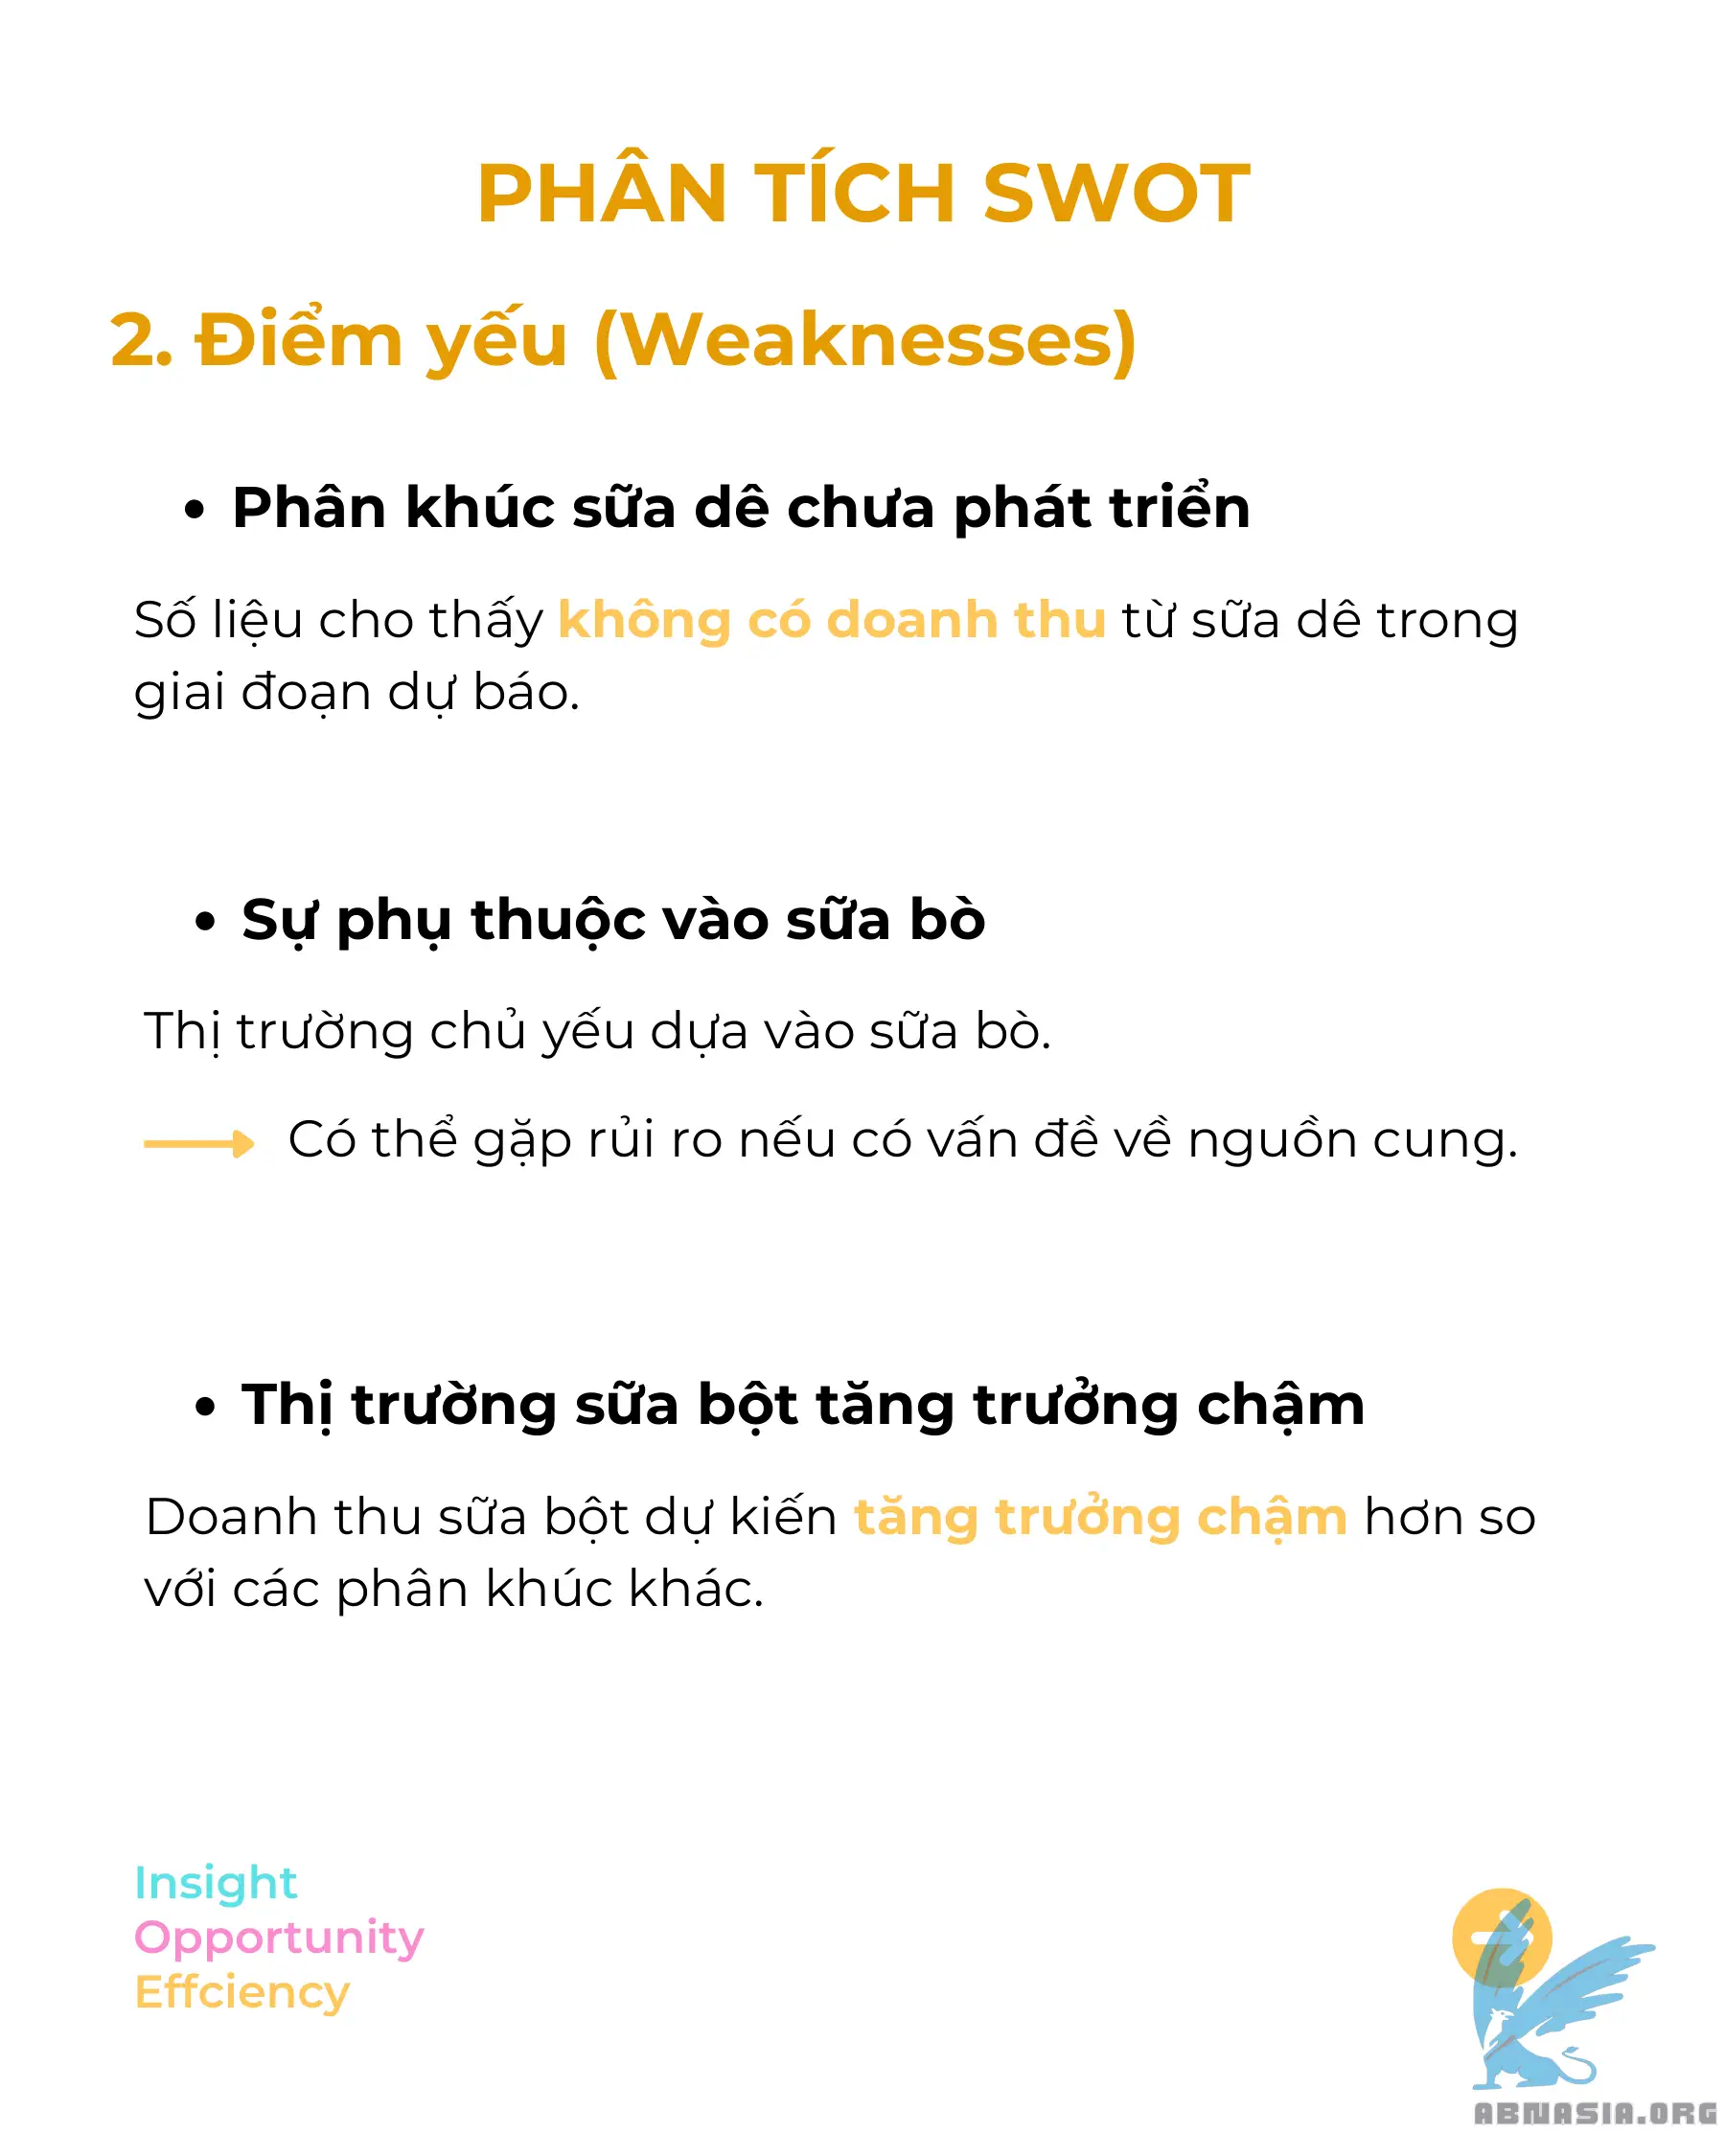 PHÂN TÍCH SWOT
2. Điểm yếu (Weaknesses)
• Phân khúc sữa dê chưa phát triển
Số liệu cho thấy không có doanh thu từ sữa dê trong
giai đoạn dự báo.
• Sự phụ thuộc vào sữa bò
Thị trường chủ yếu dựa vào sữa bò.
Có thể gặp rủi ro nếu có vấn đề về nguồn cung.
• Thị trường sữa bột tăng trưởng chậm
Doanh thu sữa bột dự kiến tăng trưởng chậm hơn so
với các phân khúc khác.
Insight
Opportunity
Effciency
ABNASIA.ORG